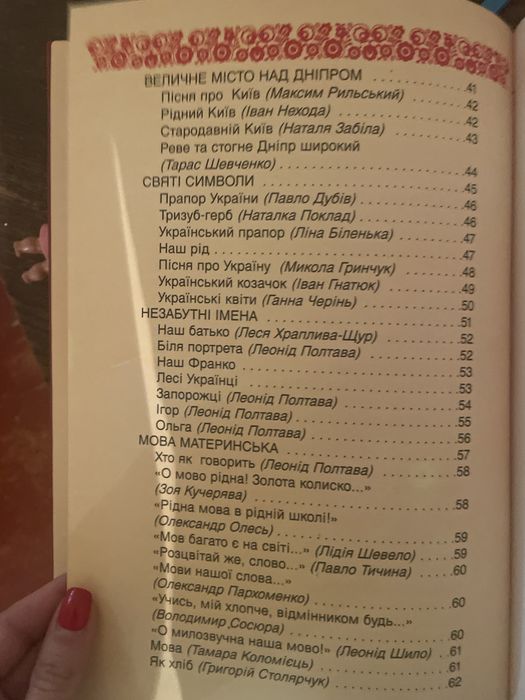 ВЕЛИЧНЕ МІСТО НАД ДНІПРОМ ..........41
Пісня про Київ (Максим Рильський) ......42
Рідний Київ (Іван Нехода) ................42
Стародавній Київ (Наталя Забіла) .........43
Реве та стогне Дніпр широкий
(Тарас Шевченко) ........................44
СВЯТІ СИМВОЛИ ..........................45
Прапор України (Павло Дубів) ............46
Тризуб-герб (Наталка Поклад) ............46
Український прапор (Ліна Біленька) .......47
Наш рід .................................47
Пісня про Україну (Микола Гринчук) ......48
Український козачок (Іван Гнатюк) ........49
Українські квіти (Ганна Черінь) ...........50
НЕЗАБУТНІ ІМЕНА .........................51
Наш батько (Леся Храплива-Щур) .........52
Біля портрета (Леонід Полтава) ...........52
Наш Франко .............................53
Лесі Українці ............................53
Запорожці (Леонід Полтава) ..............54
Ігор (Леонід Полтава) ....................55
Ольга (Леонід Полтава) ..................56
МОВА МАТЕРИНСЬКА .....................57
Хто як говорить (Леонід Полтава) .........58
«О мово рідна! Золота колиско...»
(Зоя Кучерява) ..........................58
«Рідна мова в рідній школі!»
(Олександр Олесь) ......................59
«Мов багато є на світі...» (Лідія Шевело) .....59
«Розцвітай же, слово...» (Павло Тичина) .....60
«Мови нашої слова...»
(Олександр Пархоменко) .................60
«Учись, мій хлопче, відмінником будь...»
(Володимир Сосюра) .....................60
«О милозвучна наша мово!» (Леонід Шило) ..61
Мова (Тамара Коломієць) .................61
Як хліб (Григорій Столярчук) ..............62